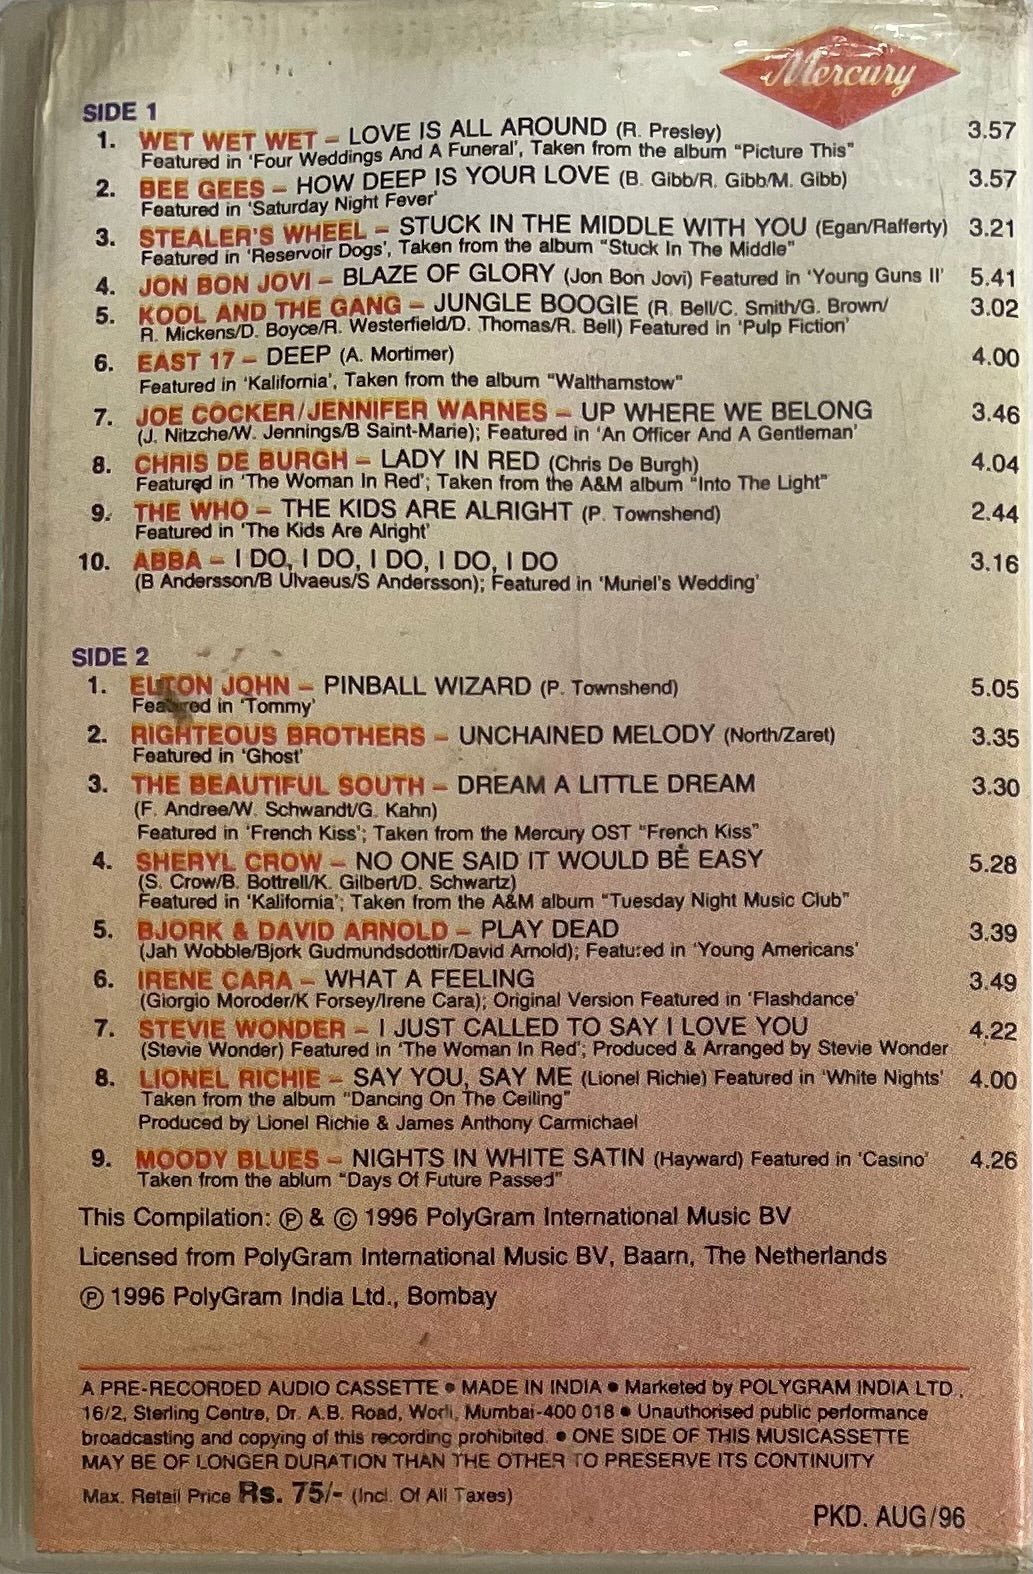 Mercury
SIDE 1
1. WET WET WET – LOVE IS ALL AROUND (R. Presley) 3.57
Featured in 'Four Weddings And A Funeral', Taken from the album "Picture This"
2. BEE GEES – HOW DEEP IS YOUR LOVE (B. Gibb/R. Gibb/M. Gibb) 3.57
Featured in 'Saturday Night Fever'
3. STEALER'S WHEEL – STUCK IN THE MIDDLE WITH YOU (Egan/Rafferty) 3.21
Featured in 'Reservoir Dogs', Taken from the album "Stuck In The Middle"
4. JON BON JOVI – BLAZE OF GLORY (Jon Bon Jovi) Featured in 'Young Guns II' 5.41
5. KOOL AND THE GANG – JUNGLE BOOGIE (R. Bell/C. Smith/G. Brown/ 3.02
R. Mickens/D. Boyce/R. Westerfield/D. Thomas/R. Bell) Featured in 'Pulp Fiction'
6. EAST 17 – DEEP (A. Mortimer) 4.00
Featured in 'Kalifornia', Taken from the album "Walthamstow"
7. JOE COCKER/JENNIFER WARNES – UP WHERE WE BELONG 3.46
(J. Nitzche/W. Jennings/B Saint-Marie); Featured in 'An Officer And A Gentleman'
8. CHRIS DE BURGH – LADY IN RED (Chris De Burgh) 4.04
Featured in 'The Woman In Red'; Taken from the A&M album "Into The Light"
9. THE WHO – THE KIDS ARE ALRIGHT (P. Townshend) 2.44
Featured in 'The Kids Are Alright'
10. ABBA – I DO, I DO, I DO, I DO, I DO 3.16
(B Andersson/B Ulvaeus/S Andersson); Featured in 'Muriel's Wedding'
SIDE 2
1. ELTON JOHN – PINBALL WIZARD (P. Townshend) 5.05
Featured in 'Tommy'
2. RIGHTEOUS BROTHERS – UNCHAINED MELODY (North/Zaret) 3.35
Featured in 'Ghost'
3. THE BEAUTIFUL SOUTH – DREAM A LITTLE DREAM 3.30
(F. Andree/W. Schwandt/G. Kahn)
Featured in 'French Kiss'; Taken from the Mercury OST "French Kiss"
4. SHERYL CROW – NO ONE SAID IT WOULD BE EASY 5.28
(S. Crow/B. Bottrell/K. Gilbert/D. Schwartz)
Featured in 'Kalifornia'; Taken from the A&M album "Tuesday Night Music Club"
5. BJORK & DAVID ARNOLD – PLAY DEAD 3.39
(Jah Wobble/Bjork Gudmundsdottir/David Arnold); Featured in 'Young Americans'
6. IRENE CARA – WHAT A FEELING 3.49
(Giorgio Moroder/K Forsey/Irene Cara); Original Version Featured in 'Flashdance'
7. STEVIE WONDER – I JUST CALLED TO SAY I LOVE YOU 4.22
(Stevie Wonder) Featured in 'The Woman In Red'; Produced & Arranged by Stevie Wonder
8. LIONEL RICHIE – SAY YOU, SAY ME (Lionel Richie) Featured in 'White Nights' 4.00
Taken from the album "Dancing On The Ceiling"
Produced by Lionel Richie & James Anthony Carmichael
9. MOODY BLUES – NIGHTS IN WHITE SATIN (Hayward) Featured in 'Casino' 4.26
Taken from the ablum "Days Of Future Passed"
This Compilation: ℗ & © 1996 PolyGram International Music BV
Licensed from PolyGram International Music BV, Baarn, The Netherlands
℗ 1996 PolyGram India Ltd., Bombay
A PRE-RECORDED AUDIO CASSETTE ● MADE IN INDIA ● Marketed by POLYGRAM INDIA LTD.,
16/2, Sterling Centre, Dr. A.B. Road, Worli, Mumbai-400 018 ● Unauthorised public performance
broadcasting and copying of this recording prohibited. ● ONE SIDE OF THIS MUSICASSETTE
MAY BE OF LONGER DURATION THAN THE OTHER TO PRESERVE ITS CONTINUITY
Max. Retail Price Rs. 75/- (Incl. Of All Taxes)
PKD. AUG/96